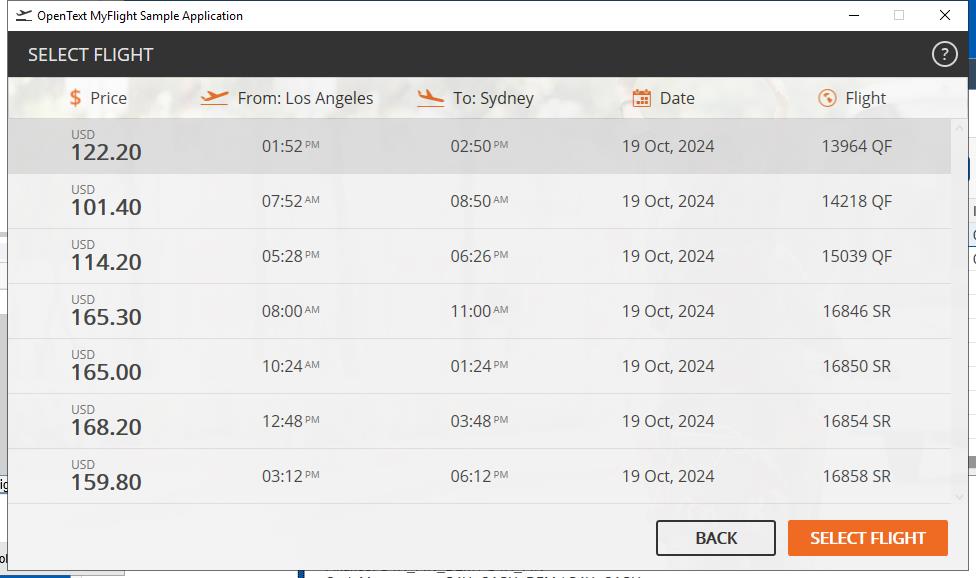 OpenText MyFlight Sample Application
SELECT FLIGHT ?
$ Price From: Los Angeles To: Sydney Date Flight
USD
122.20 01:52 PM 02:50 PM 19 Oct, 2024 13964 QF
USD
101.40 07:52 AM 08:50 AM 19 Oct, 2024 14218 QF
USD
114.20 05:28 PM 06:26 PM 19 Oct, 2024 15039 QF
USD
165.30 08:00 AM 11:00 AM 19 Oct, 2024 16846 SR
USD
165.00 10:24 AM 01:24 PM 19 Oct, 2024 16850 SR
USD
168.20 12:48 PM 03:48 PM 19 Oct, 2024 16854 SR
USD
159.80 03:12 PM 06:12 PM 19 Oct, 2024 16858 SR
BACK SELECT FLIGHT